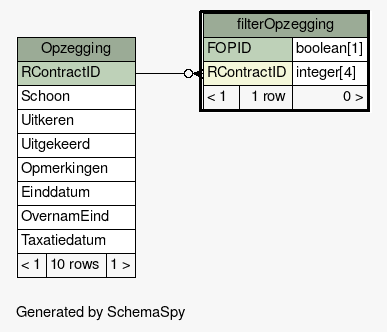 Opzegging
RContractID
Schoon
Uitkeren
Uitgekeerd
Opmerkingen
Einddatum
OvernamEind
Taxatiedatum
< 1 10 rows 1 >
filterOpzegging
FOPID boolean[1]
RContractID integer[4]
< 1 1 row 0 >
Generated by SchemaSpy